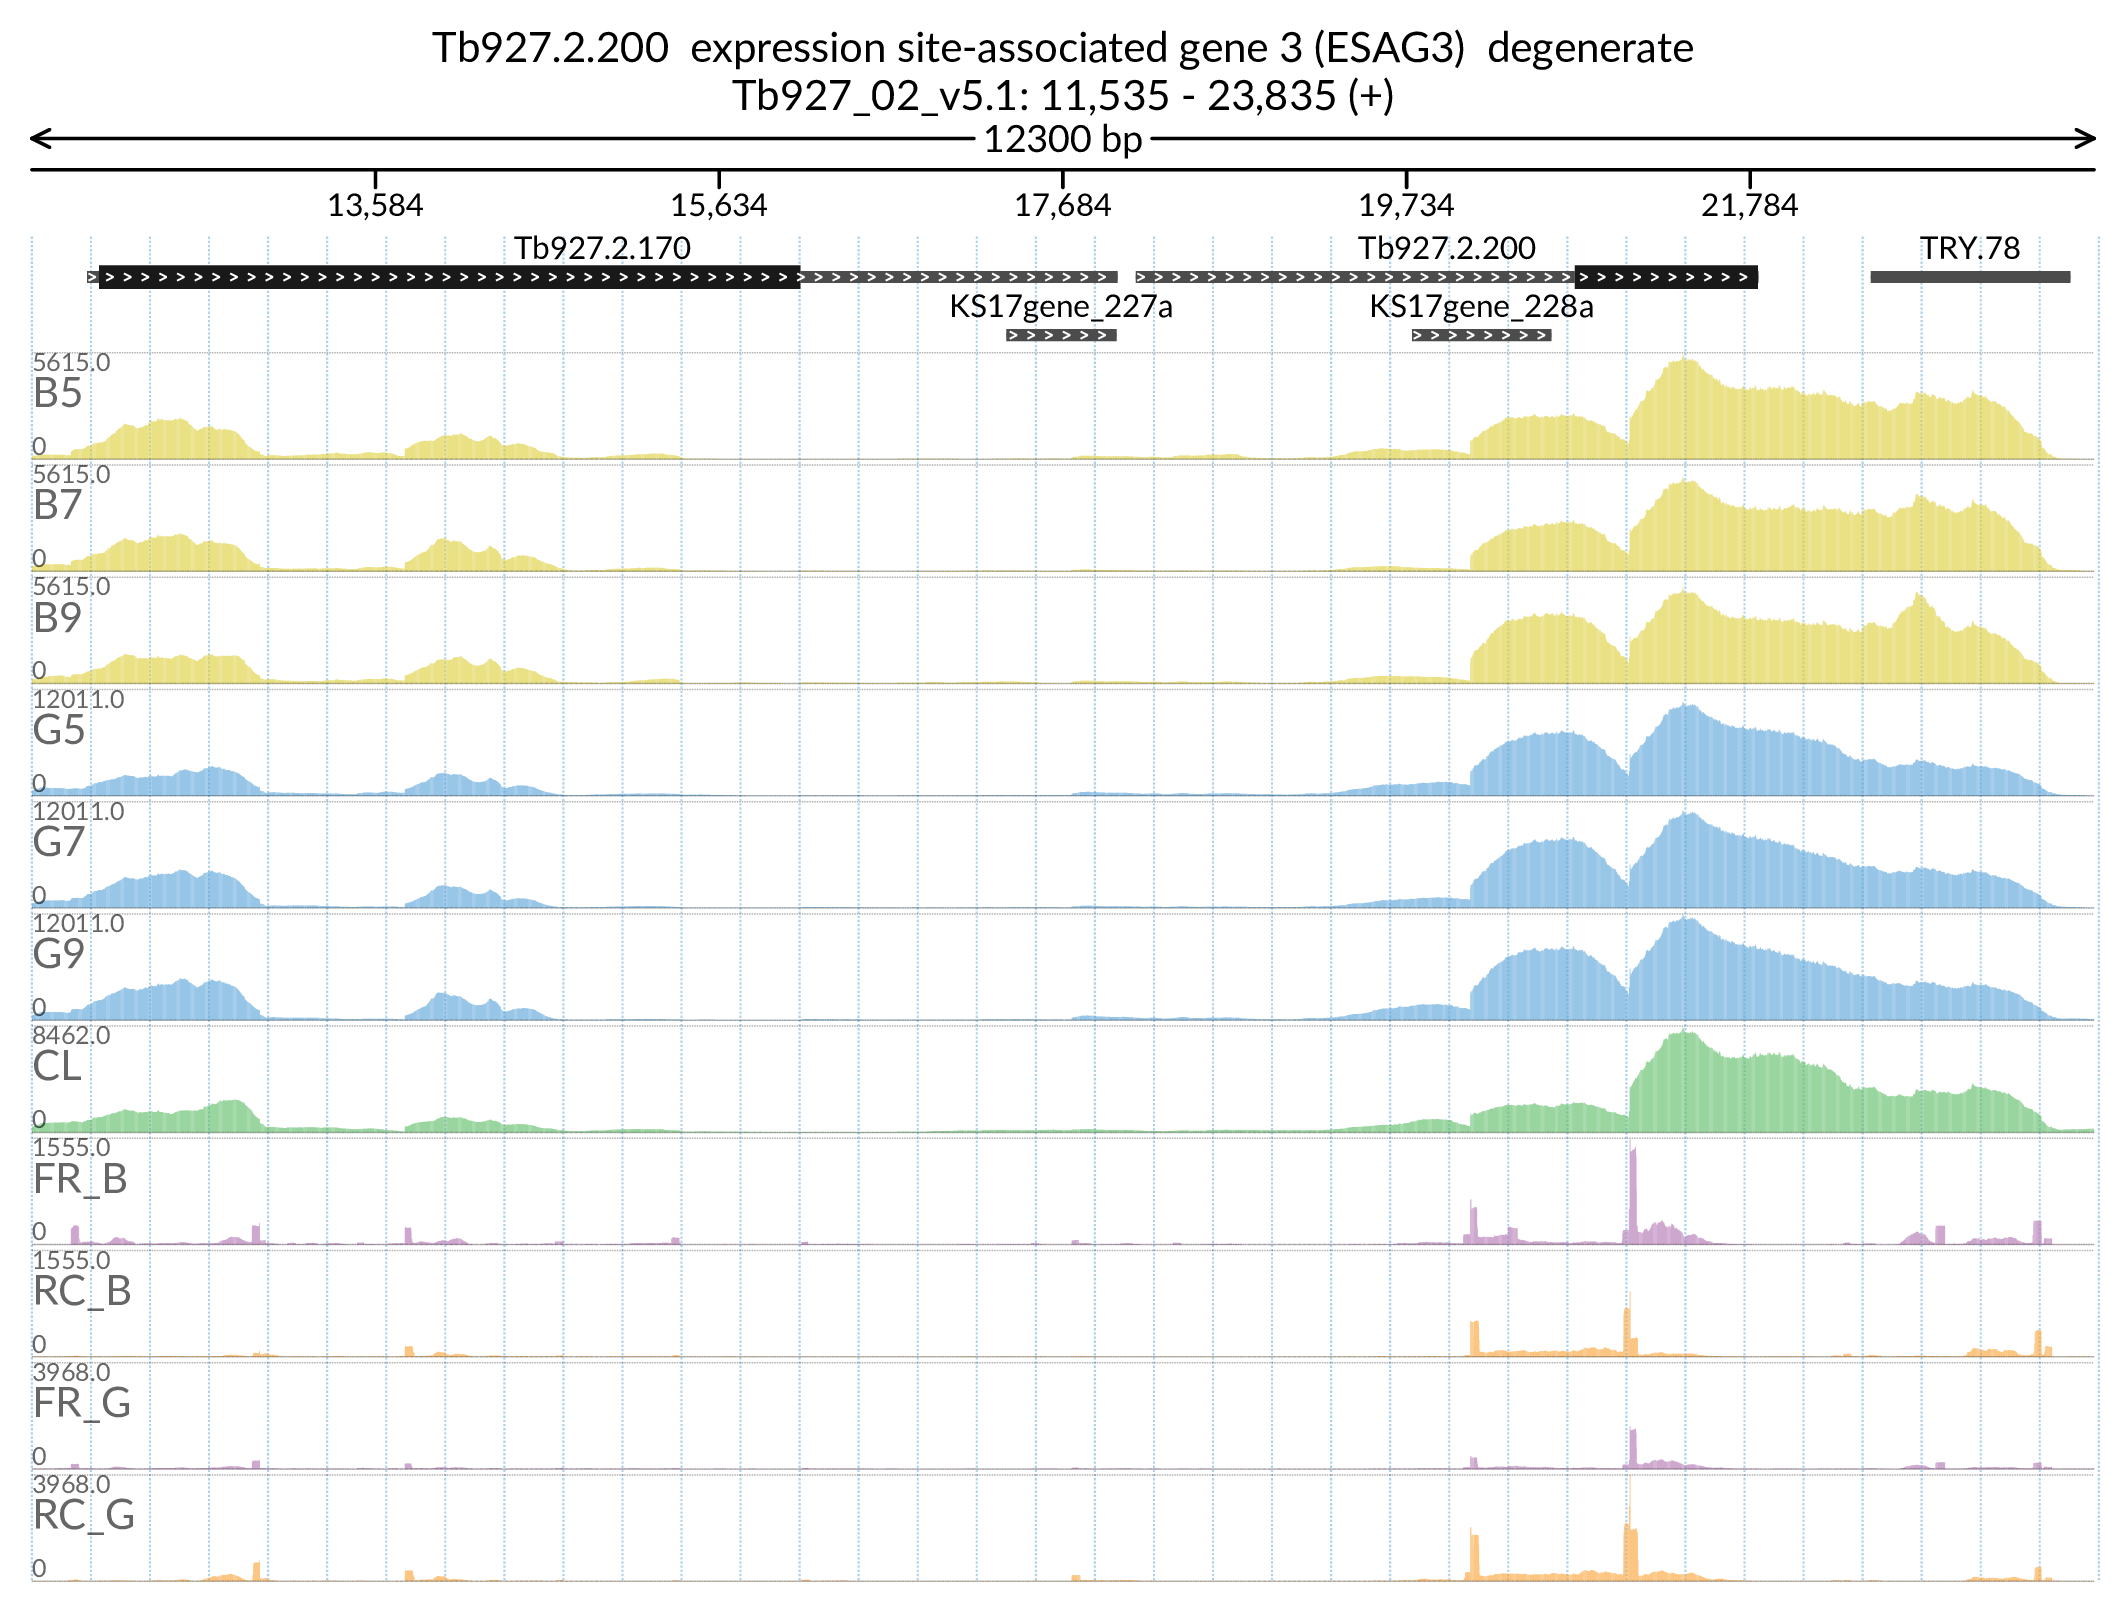 Tb927.2.200  expression site-associated gene 3 (ESAG3)  degenerate
Tb927_02_v5.1: 11,535 - 23,835 (+)
12300 bp
13,584 15,634 17,684 19,734 21,784
Tb927.2.170 Tb927.2.200 TRY.78
KS17gene_227a KS17gene_228a
5615.0
B5
0
5615.0
B7
0
5615.0
B9
0
12011.0
G5
0
12011.0
G7
0
12011.0
G9
0
8462.0
CL
0
1555.0
FR_B
0
1555.0
RC_B
0
3968.0
FR_G
0
3968.0
RC_G
0